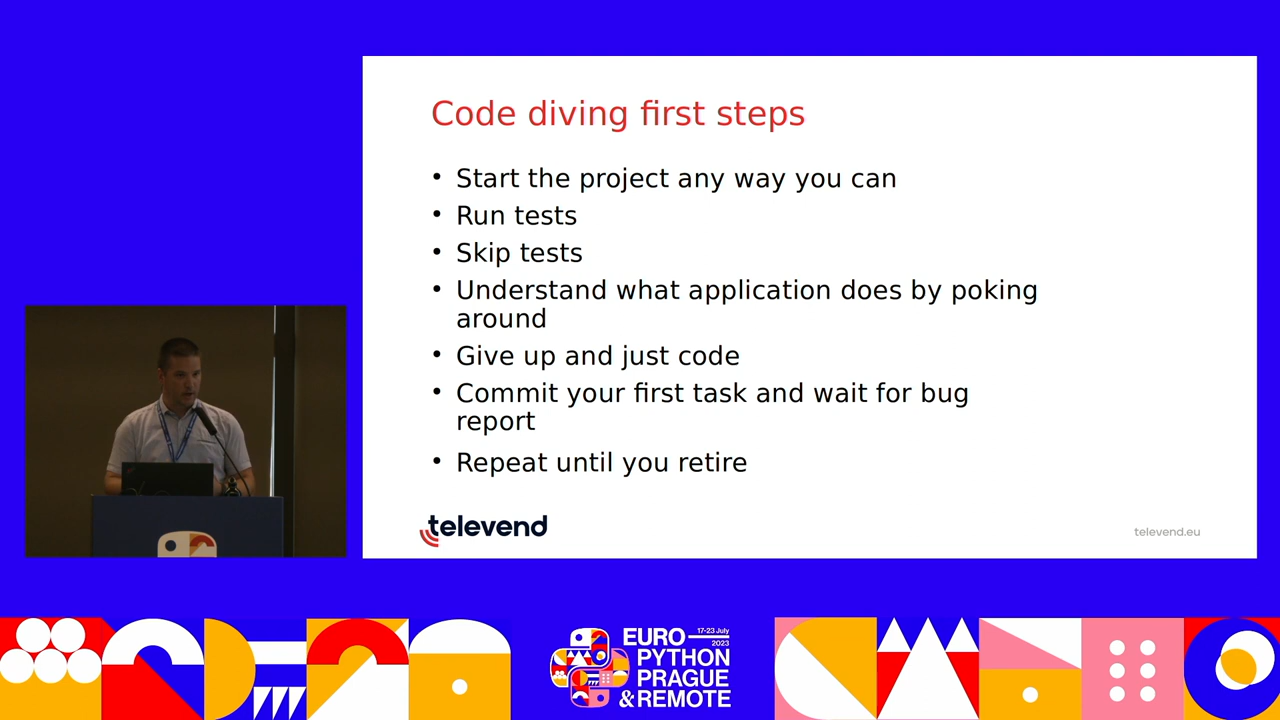 Code diving first steps
• Start the project any way you can
• Run tests
• Skip tests
• Understand what application does by poking
around
• Give up and just code
• Commit your first task and wait for bug
report
• Repeat until you retire
televend
televend.eu
EURO
17-23 July
2023
PYTHON
PRAGUE
& REMOTE